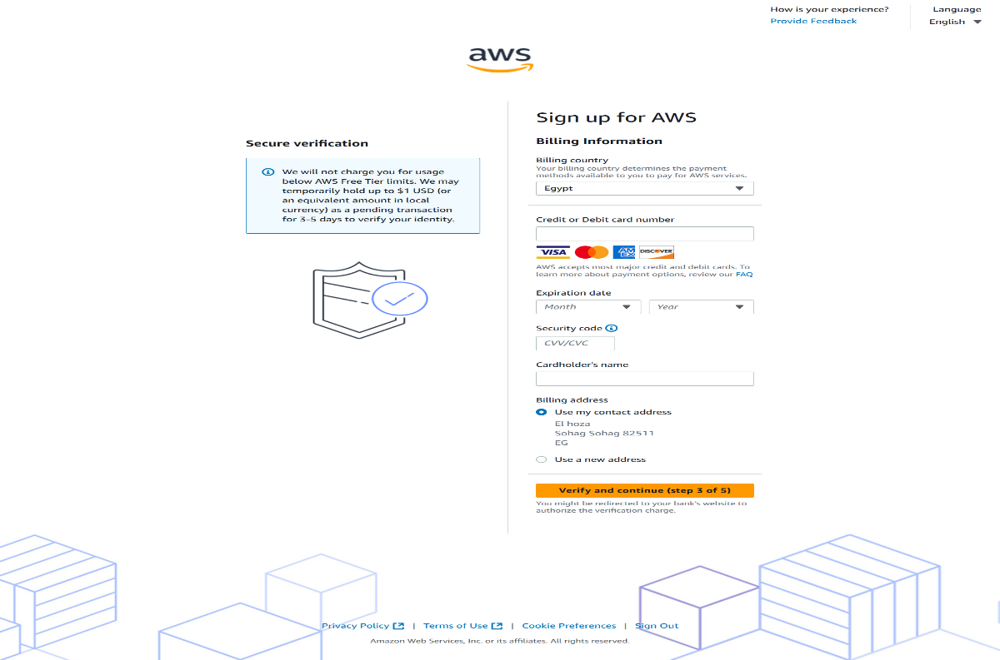 How is your experience?
Provide Feedback
Language
English
aws
Secure verification
We will not charge you for usage
below AWS Free Tier limits. We may
temporarily hold up to $1 USD (or
an equivalent amount in local
currency) as a pending transaction
for 3-5 days to verify your identity.
Sign up for AWS
Billing Information
Billing country
Your billing country determines the payment
methods available to you to pay for AWS services.
Egypt
Credit or Debit card number
VISA AM EX DISCOVER
AWS accepts most major credit and debit cards. To
learn more about payment options, review our FAQ
Expiration date
Month Year
Security code
CVV/CVC
Cardholder's name
Billing address
Use my contact address
El hoza
Sohag Sohag 82511
EG
Use a new address
Verify and continue (step 3 of 5)
You might be redirected to your bank's website to
authorize the verification charge.
Privacy Policy | Terms of Use | Cookie Preferences | Sign Out
Amazon Web Services, Inc. or its affiliates. All rights reserved.